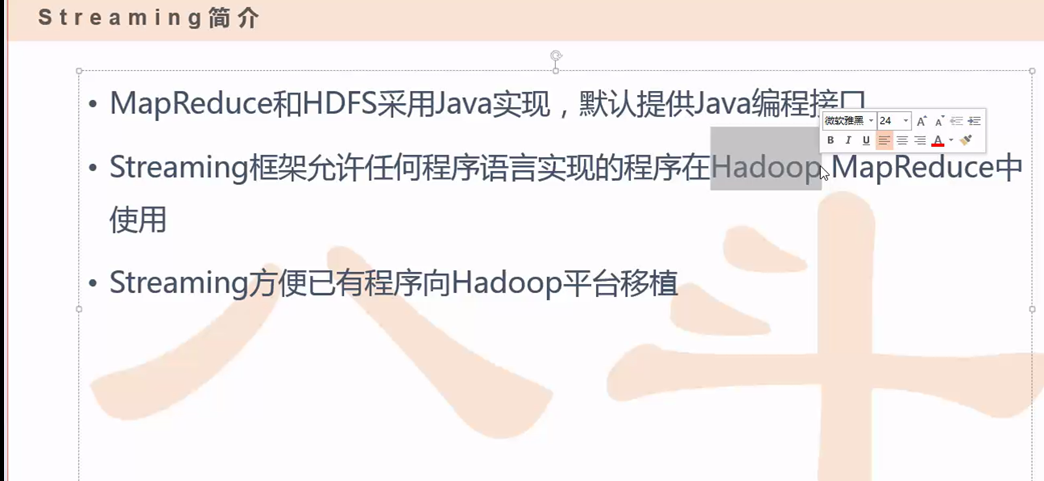 Streaming简介
• MapReduce和HDFS采用Java实现，默认提供Java编程接口
微软雅黑 24
B I U A
• Streaming框架允许任何程序语言实现的程序在Hadoop MapReduce中
使用
• Streaming方便已有程序向Hadoop平台移植
八斗